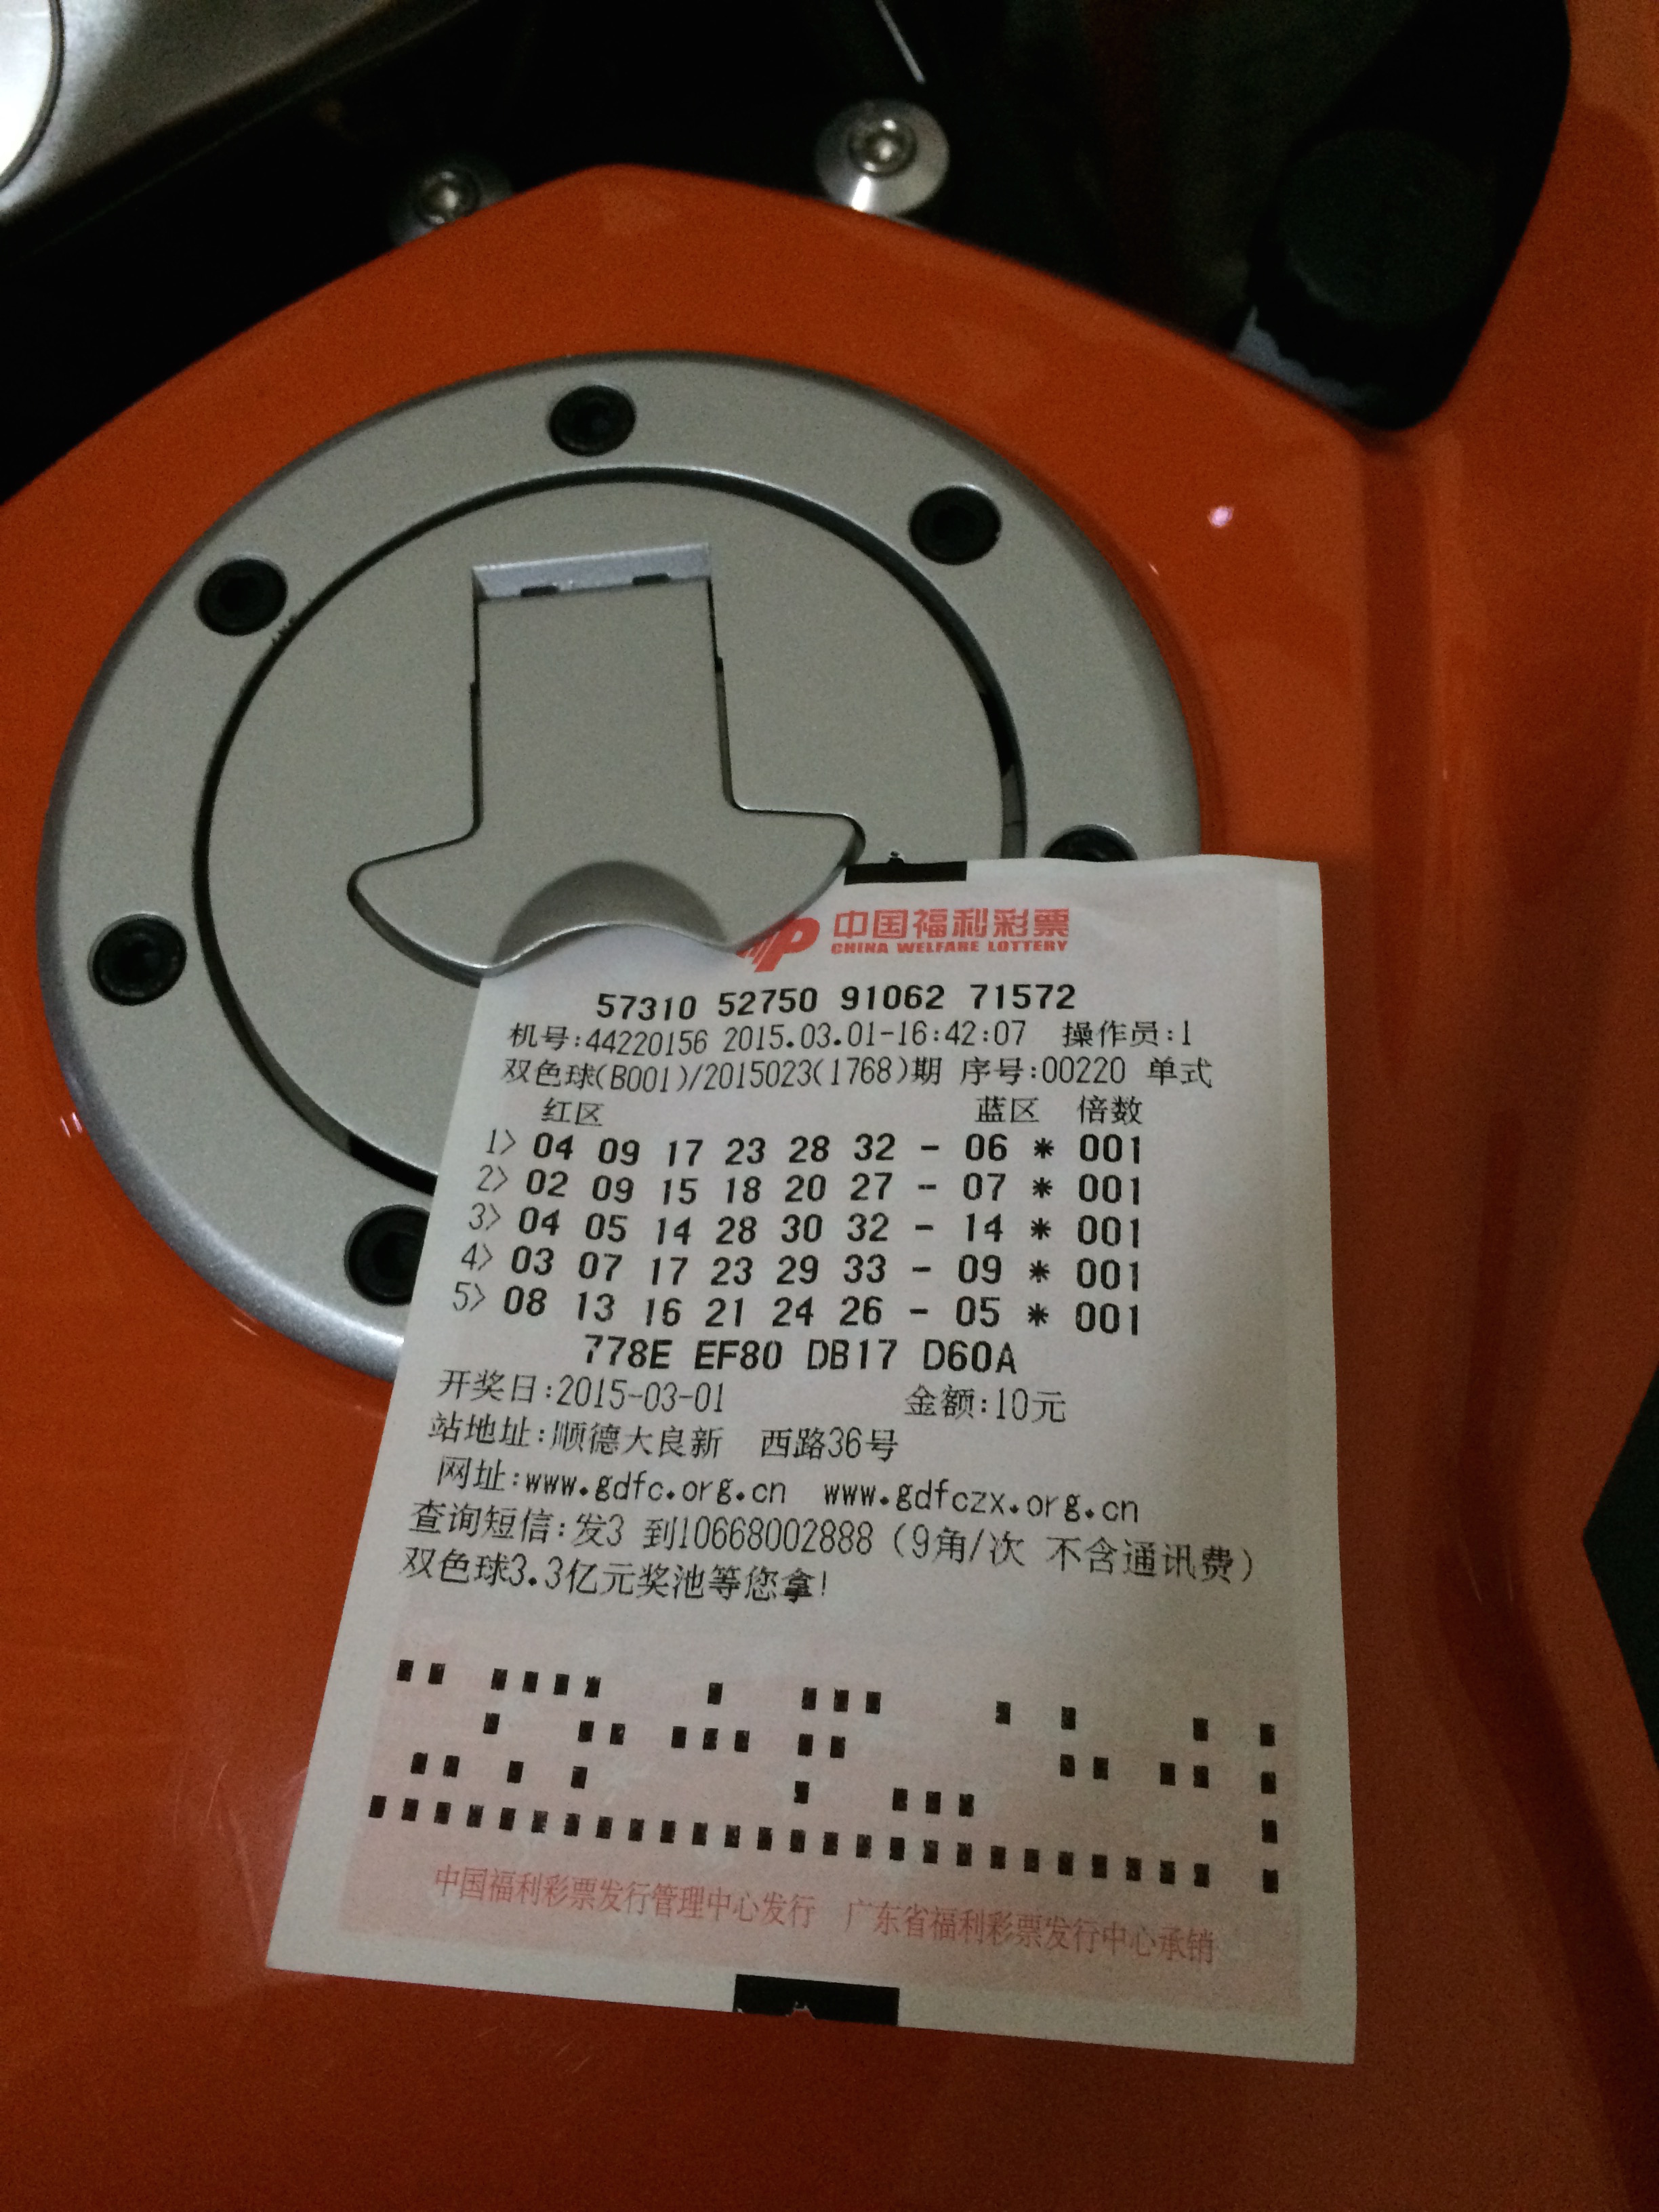 中国福利彩票
CHINA WELFARE LOTTERY
57310 52750 91062 71572
机号:44220156 2015.03.01-16:42:07 操作员:1
双色球(B001)/2015023(1768)期 序号:00220 单式
红区 蓝区 倍数
1> 04 09 17 23 28 32 - 06 * 001
2> 02 09 15 18 20 27 - 07 * 001
3> 04 05 14 28 30 32 - 14 * 001
4> 03 07 17 23 29 33 - 09 * 001
5> 08 13 16 21 24 26 - 05 * 001
778E EF80 DB17 D60A
开奖日:2015-03-01 金额:10元
站地址:顺德大良新 西路36号
网址:www.gdfc.org.cn www.gdfczx.org.cn
查询短信:发3 到10668002888（9角/次 不含通讯费）
双色球3.3亿元奖池等您拿!
中国福利彩票发行管理中心发行 广东省福利彩票发行中心承销